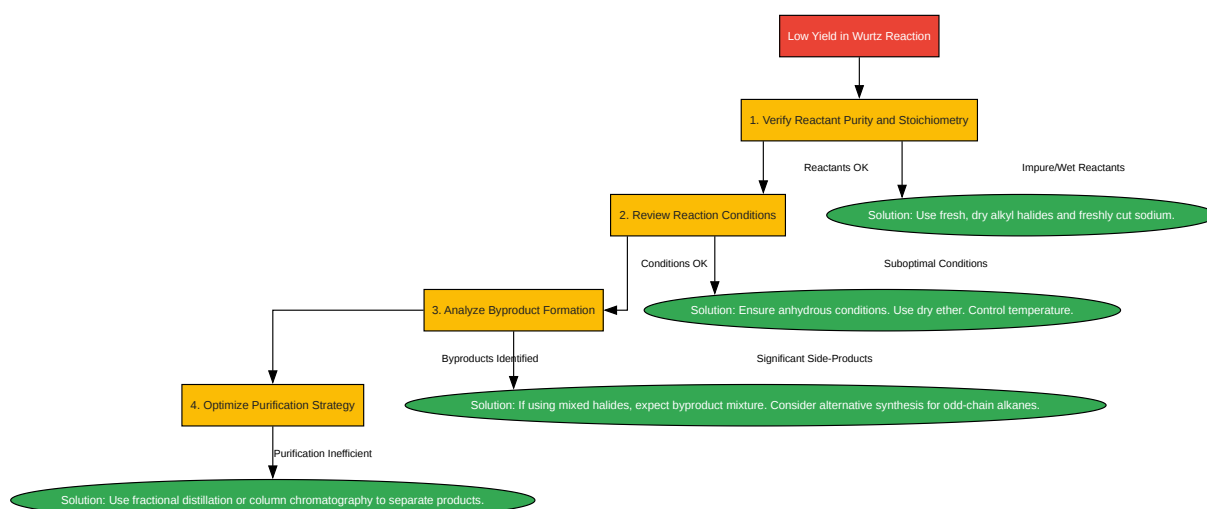 Low Yield in Wurtz Reaction
1. Verify Reactant Purity and Stoichiometry
Reactants OK
Impure/Wet Reactants
2. Review Reaction Conditions
Solution: Use fresh, dry alkyl halides and freshly cut sodium.
Conditions OK
Suboptimal Conditions
3. Analyze Byproduct Formation
Solution: Ensure anhydrous conditions. Use dry ether. Control temperature.
Byproducts Identified
Significant Side-Products
4. Optimize Purification Strategy
Solution: If using mixed halides, expect byproduct mixture. Consider alternative synthesis for odd-chain alkanes.
Purification Inefficient
Solution: Use fractional distillation or column chromatography to separate products.